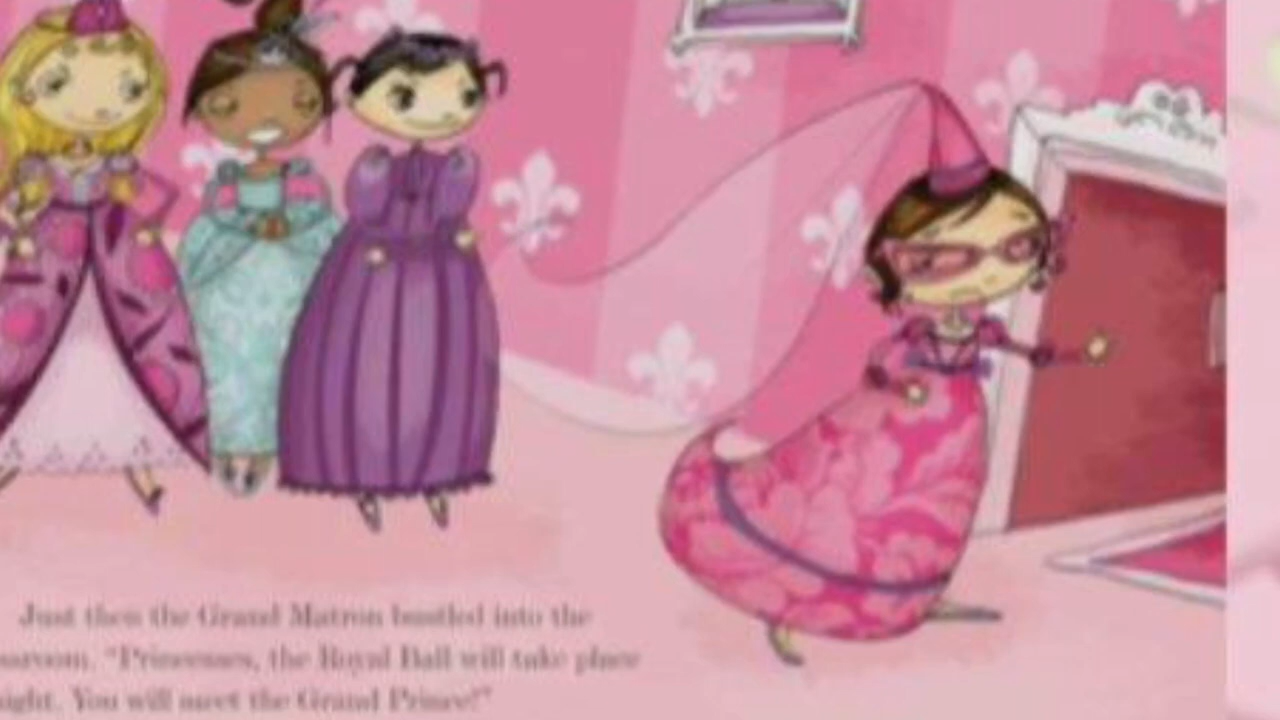 Just then the Grand Matron bustled into the
"Princesses, the Royal Ball will take place
You will meet the Grand Prince!"